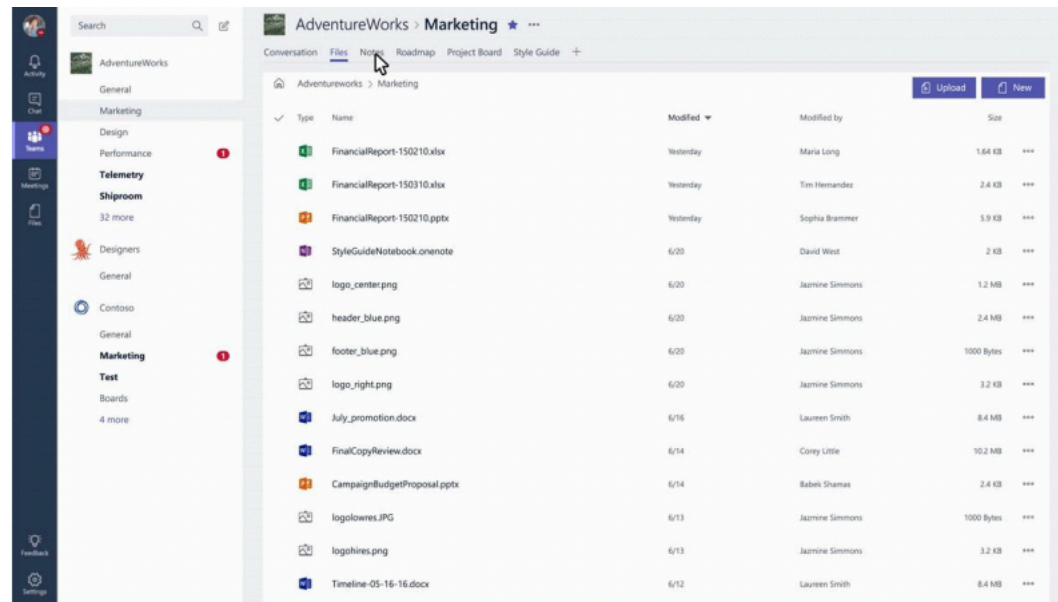 Search
AdventureWorks > Marketing
Conversation Files Notes Roadmap Project Board Style Guide +
Activity
Chat
Teams
Meetings
Files
Feedback
Settings
AdventureWorks
General
Marketing
Design
Performance 1
Telemetry
Shiproom
32 more
Designers
General
Contoso
General
Marketing 1
Test
Boards
4 more
Adventureworks > Marketing
Upload New
Type Name Modified Modified by Size
FinancialReport-150210.xlsx Yesterday Maria Long 1.64 KB
FinancialReport-150310.xlsx Yesterday Tim Hernandez 2.4 KB
FinancialReport-150210.pptx Yesterday Sophia Brammer 5.9 KB
StyleGuideNotebook.onenote 6/20 David West 2 KB
logo_center.png 6/20 Jazmine Simmons 1.2 MB
header_blue.png 6/20 Jazmine Simmons 2.4 MB
footer_blue.png 6/20 Jazmine Simmons 1000 Bytes
logo_right.png 6/20 Jazmine Simmons 3.2 KB
July_promotion.docx 6/16 Laureen Smith 8.4 MB
FinalCopyReview.docx 6/14 Corey Little 10.2 MB
CampaignBudgetProposal.pptx 6/14 Babek Shamas 2.4 KB
logolowres.JPG 6/13 Jazmine Simmons 1000 Bytes
logohires.png 6/13 Jazmine Simmons 3.2 KB
Timeline-05-16-16.docx 6/12 Laureen Smith 8.4 MB